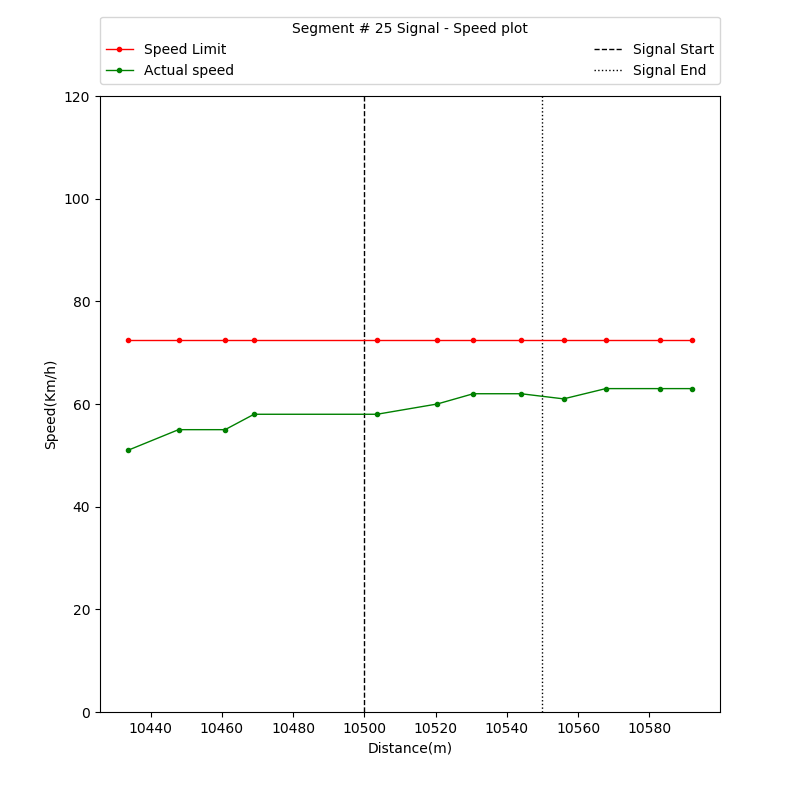 Segment # 25 Signal - Speed plot
Speed Limit
Actual speed
Signal Start
Signal End
120
100
80
60
40
20
0
Speed(Km/h)
10440 10460 10480 10500 10520 10540 10560 10580
Distance(m)